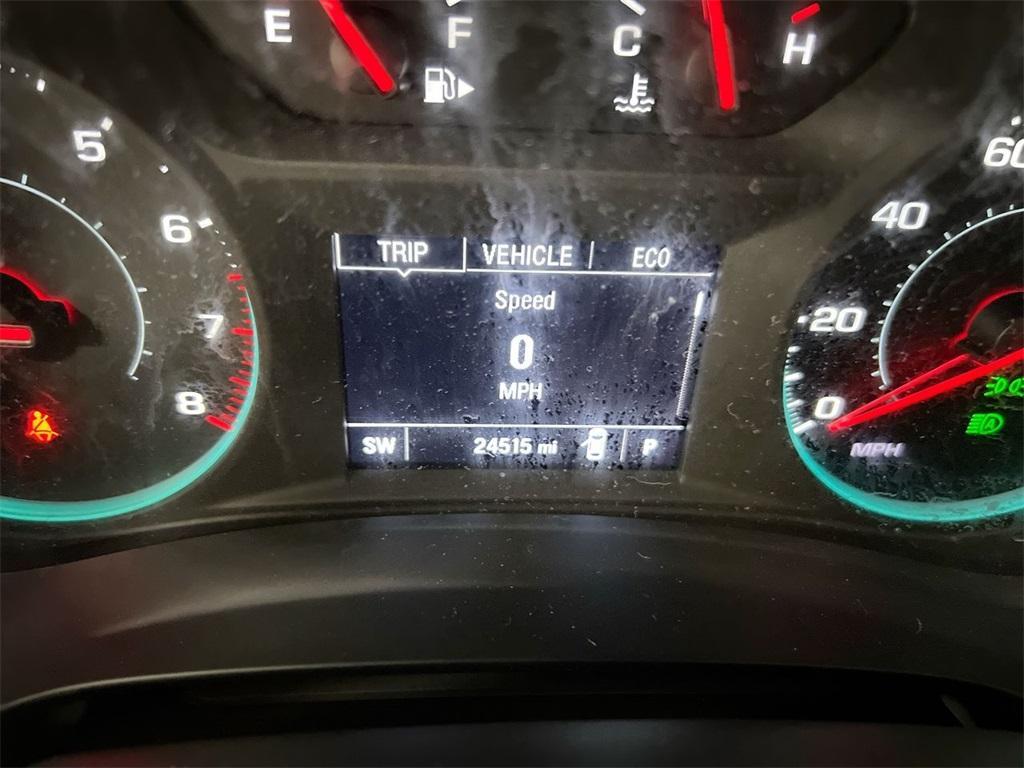 E F C H
5
6
7
8
TRIP VEHICLE ECO
Speed
0
MPH
SW 24515 mi P
60
40
20
0
MPH
A